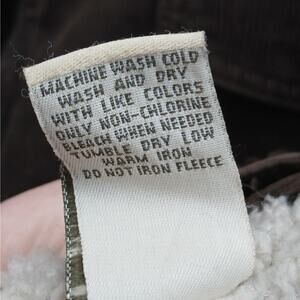 MACHINE WASH COLD
WASH AND DRY
WITH LIKE COLORS
ONLY NON-CHLORINE
BLEACH WHEN NEEDED
TUMBLE DRY LOW
WARM IRON
DO NOT IRON FLEECE